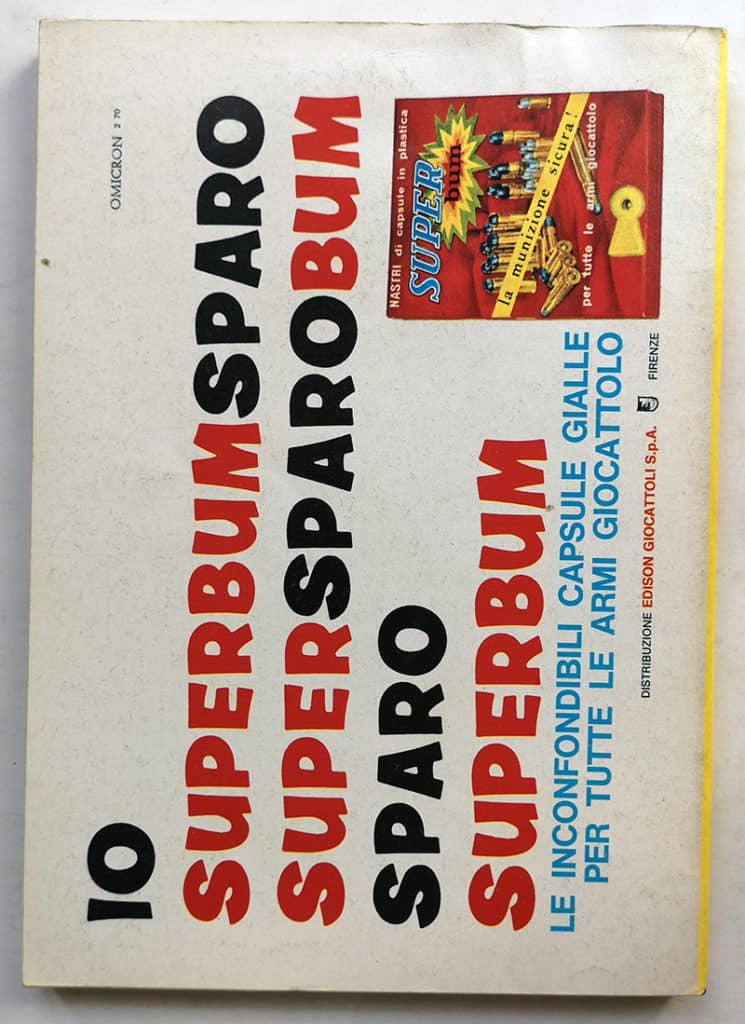 OMICRON 2 70
IO
SUPERBUMSPARO
SUPERSPAROBUM
SPARO
SUPERBUM
NASTRI di capsule in plastica
SUPER
bum
la munizione sicura!
per tutte le armi giocattolo
LE INCONFONDIBILI CAPSULE GIALLE
PER TUTTE LE ARMI GIOCATTOLO
DISTRIBUZIONE EDISON GIOCATTOLI S.p.A. FIRENZE